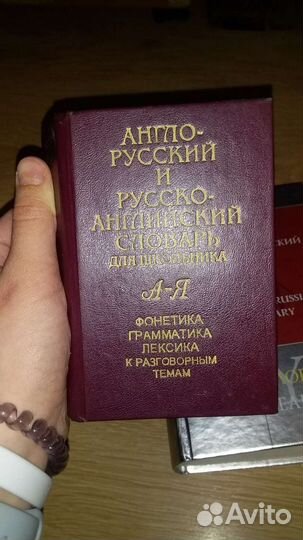 АНГЛО-
РУССКИЙ
И
РУССКО-
АНГЛИЙСКИЙ
СЛОВАРЬ
ДЛЯ ШКОЛЬНИКА
А-Я
ФОНЕТИКА
ГРАММАТИКА
ЛЕКСИКА
К РАЗГОВОРНЫМ
ТЕМАМ
Avito